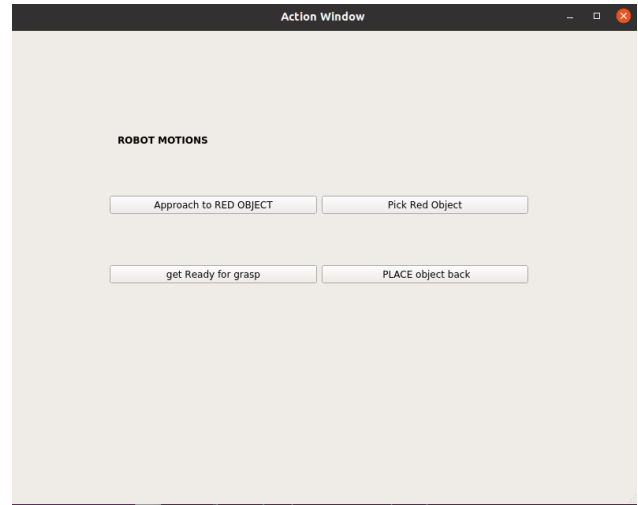 Action Window
ROBOT MOTIONS
Approach to RED OBJECT
Pick Red Object
get Ready for grasp
PLACE object back